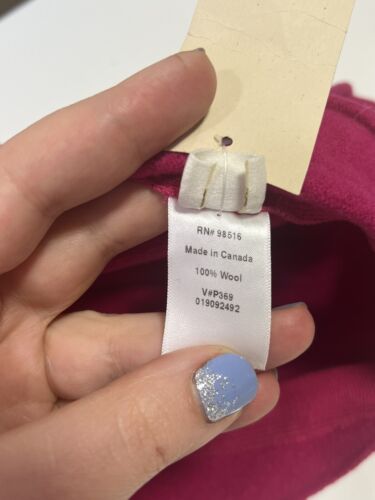 RN# 98516
Made in Canada
100% Wool
V#P369
019092492